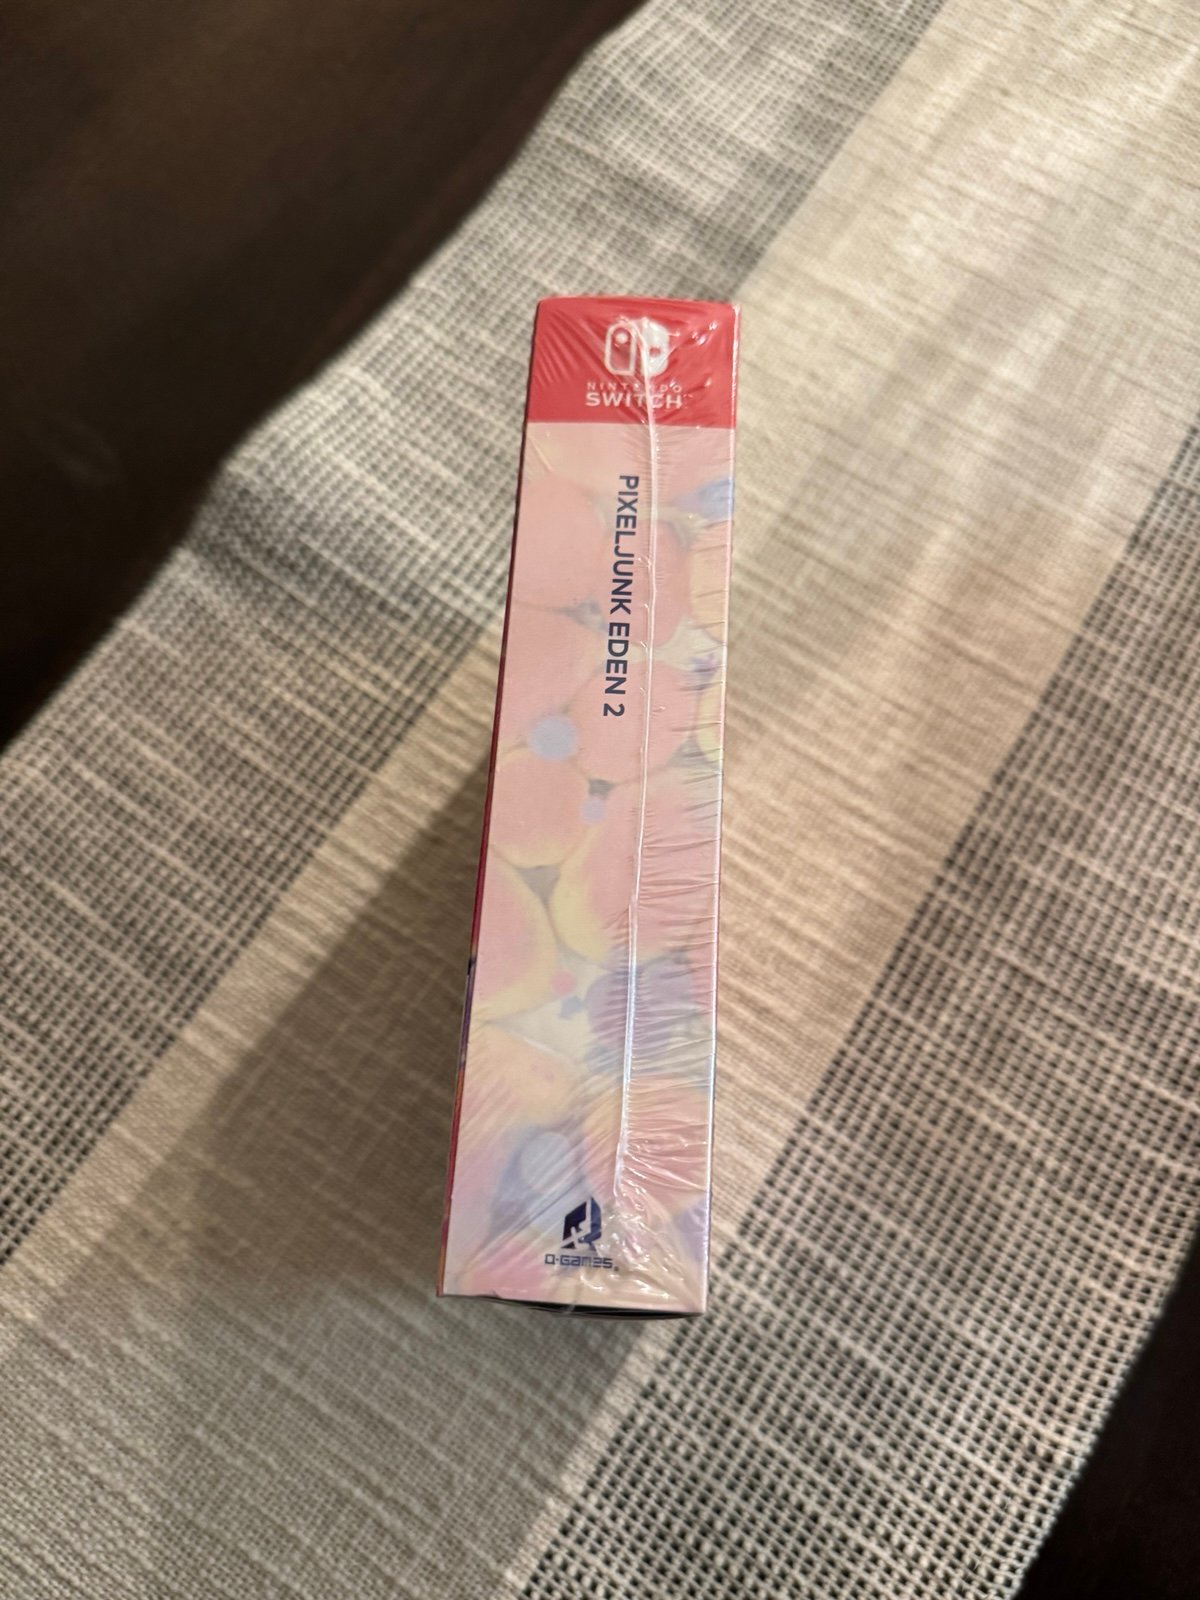 NINTENDO
SWITCH
PIXELJUNK EDEN 2
Q-Games